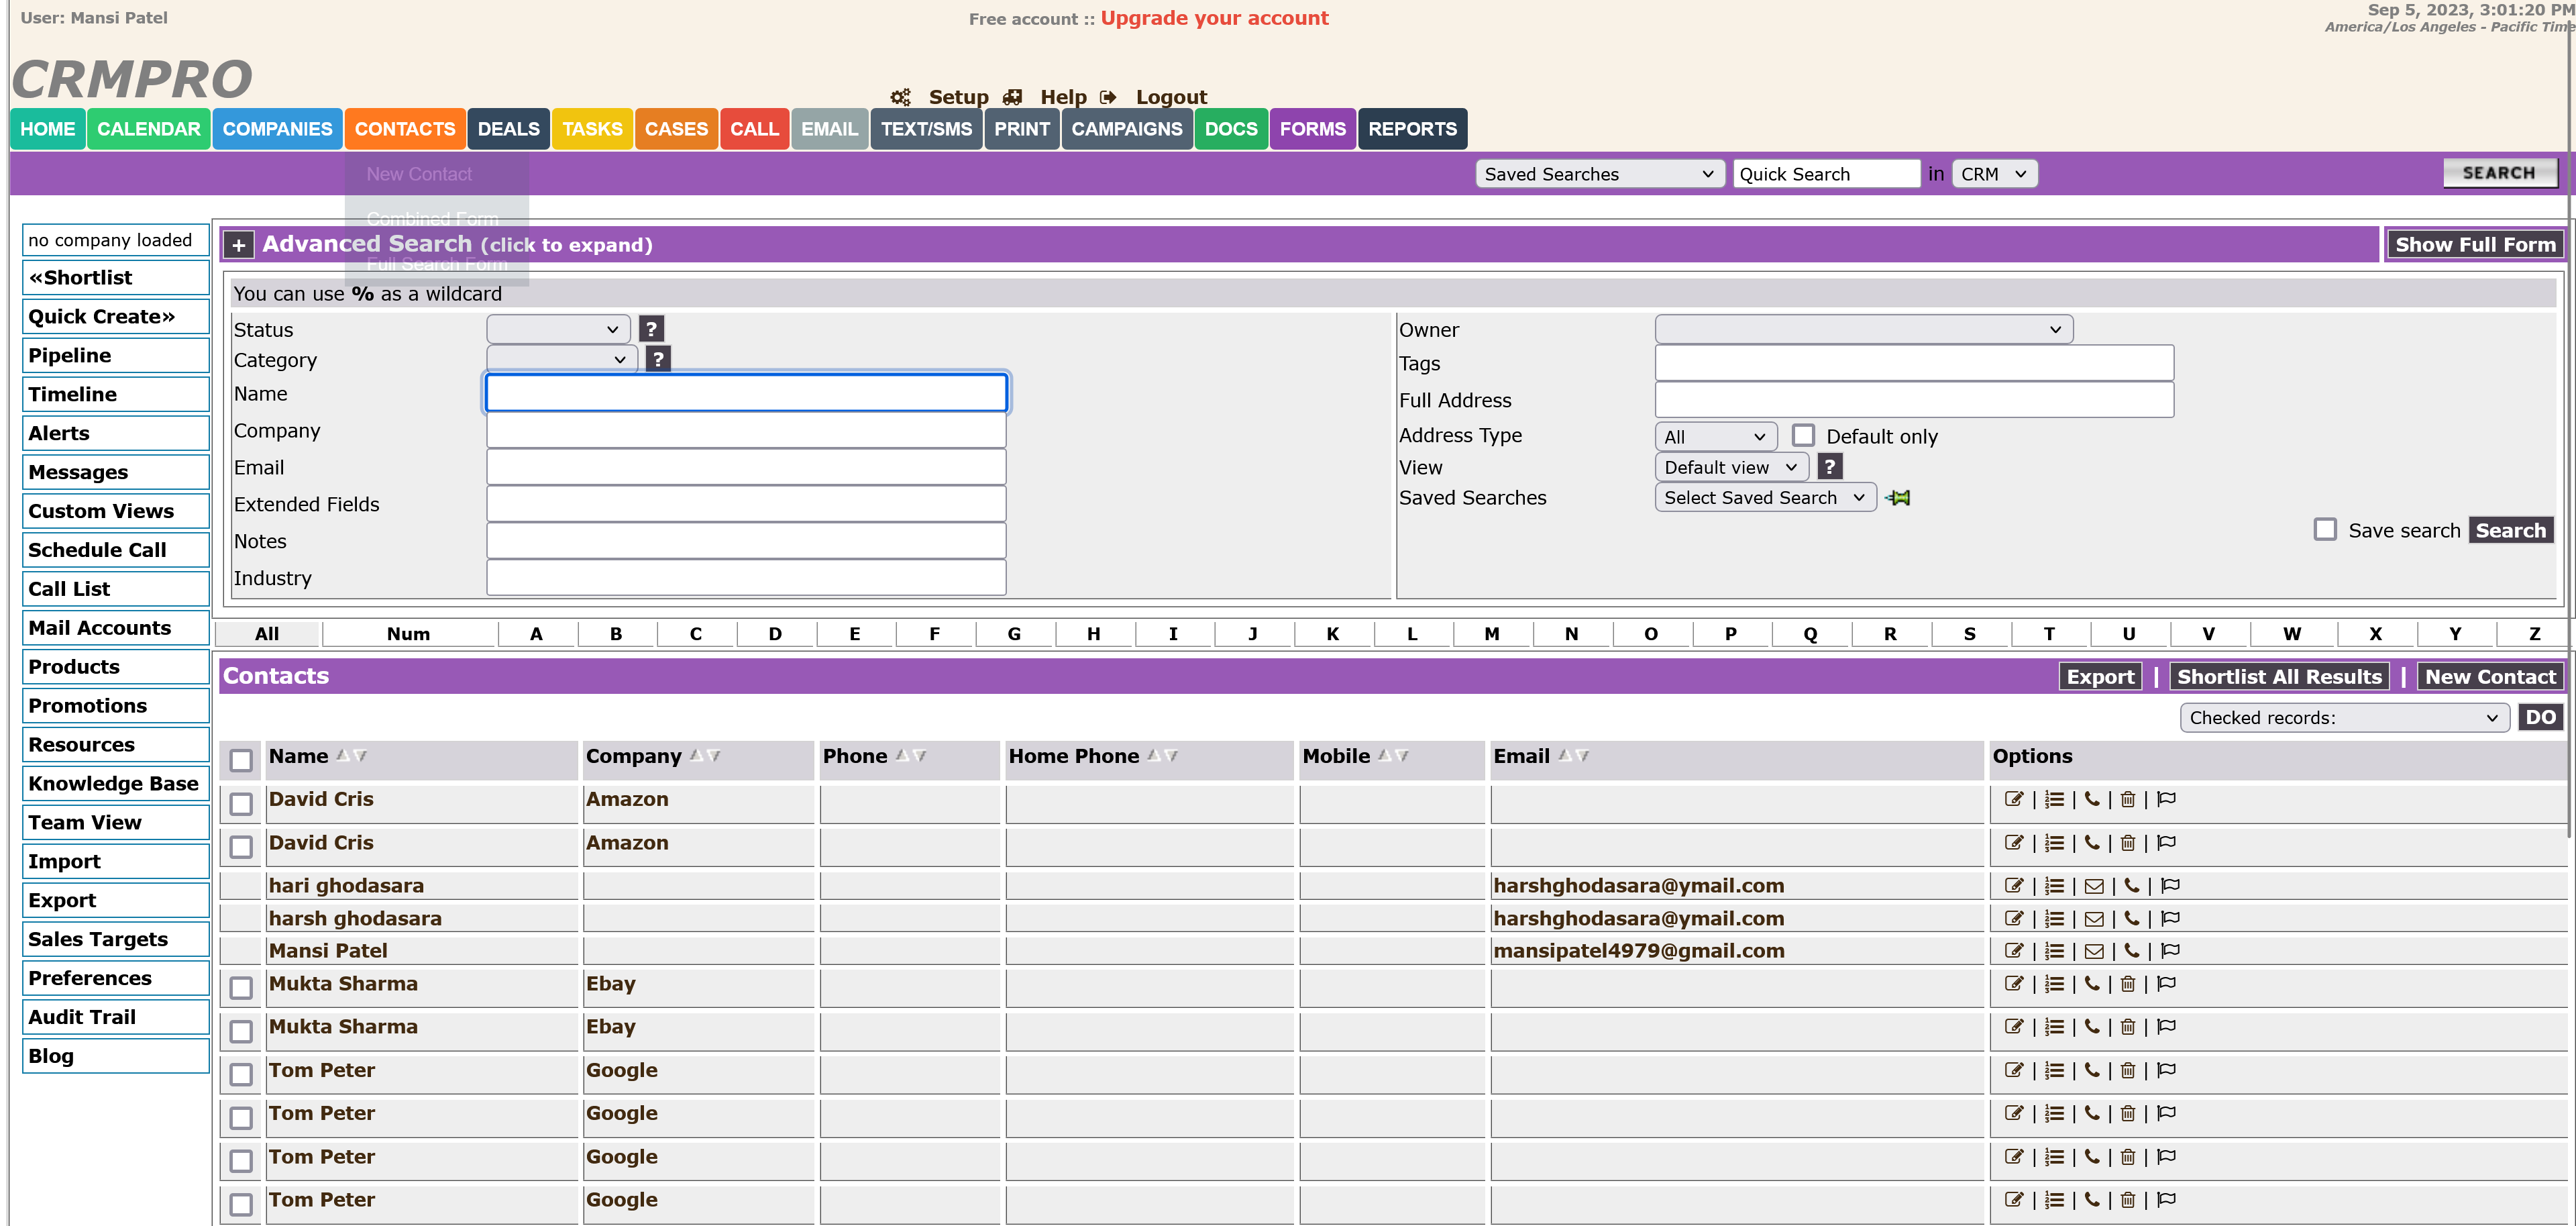 User: Mansi Patel
Free account :: Upgrade your account
Sep 5, 2023, 3:01:20 PM
America/Los Angeles - Pacific Time
CRMPRO
Setup Help Logout
HOME CALENDAR COMPANIES CONTACTS DEALS TASKS CASES CALL EMAIL TEXT/SMS PRINT CAMPAIGNS DOCS FORMS REPORTS
New Contact
Combined Form
Full Search Form
Saved Searches Quick Search in CRM SEARCH
no company loaded
«Shortlist
Quick Create»
Pipeline
Timeline
Alerts
Messages
Custom Views
Schedule Call
Call List
Mail Accounts
Products
Promotions
Resources
Knowledge Base
Team View
Import
Export
Sales Targets
Preferences
Audit Trail
Blog
+ Advanced Search (click to expand) Show Full Form
You can use % as a wildcard
Status ?
Category ?
Name
Company
Email
Extended Fields
Notes
Industry
Owner
Tags
Full Address
Address Type All Default only
View Default view ?
Saved Searches Select Saved Search
Save search Search
All Num A B C D E F G H I J K L M N O P Q R S T U V W X Y Z
Contacts Export | Shortlist All Results | New Contact
Checked records: DO
Name Company Phone Home Phone Mobile Email Options
David Cris Amazon
David Cris Amazon
hari ghodasara harshghodasara@ymail.com
harsh ghodasara harshghodasara@ymail.com
Mansi Patel mansipatel4979@gmail.com
Mukta Sharma Ebay
Mukta Sharma Ebay
Tom Peter Google
Tom Peter Google
Tom Peter Google
Tom Peter Google